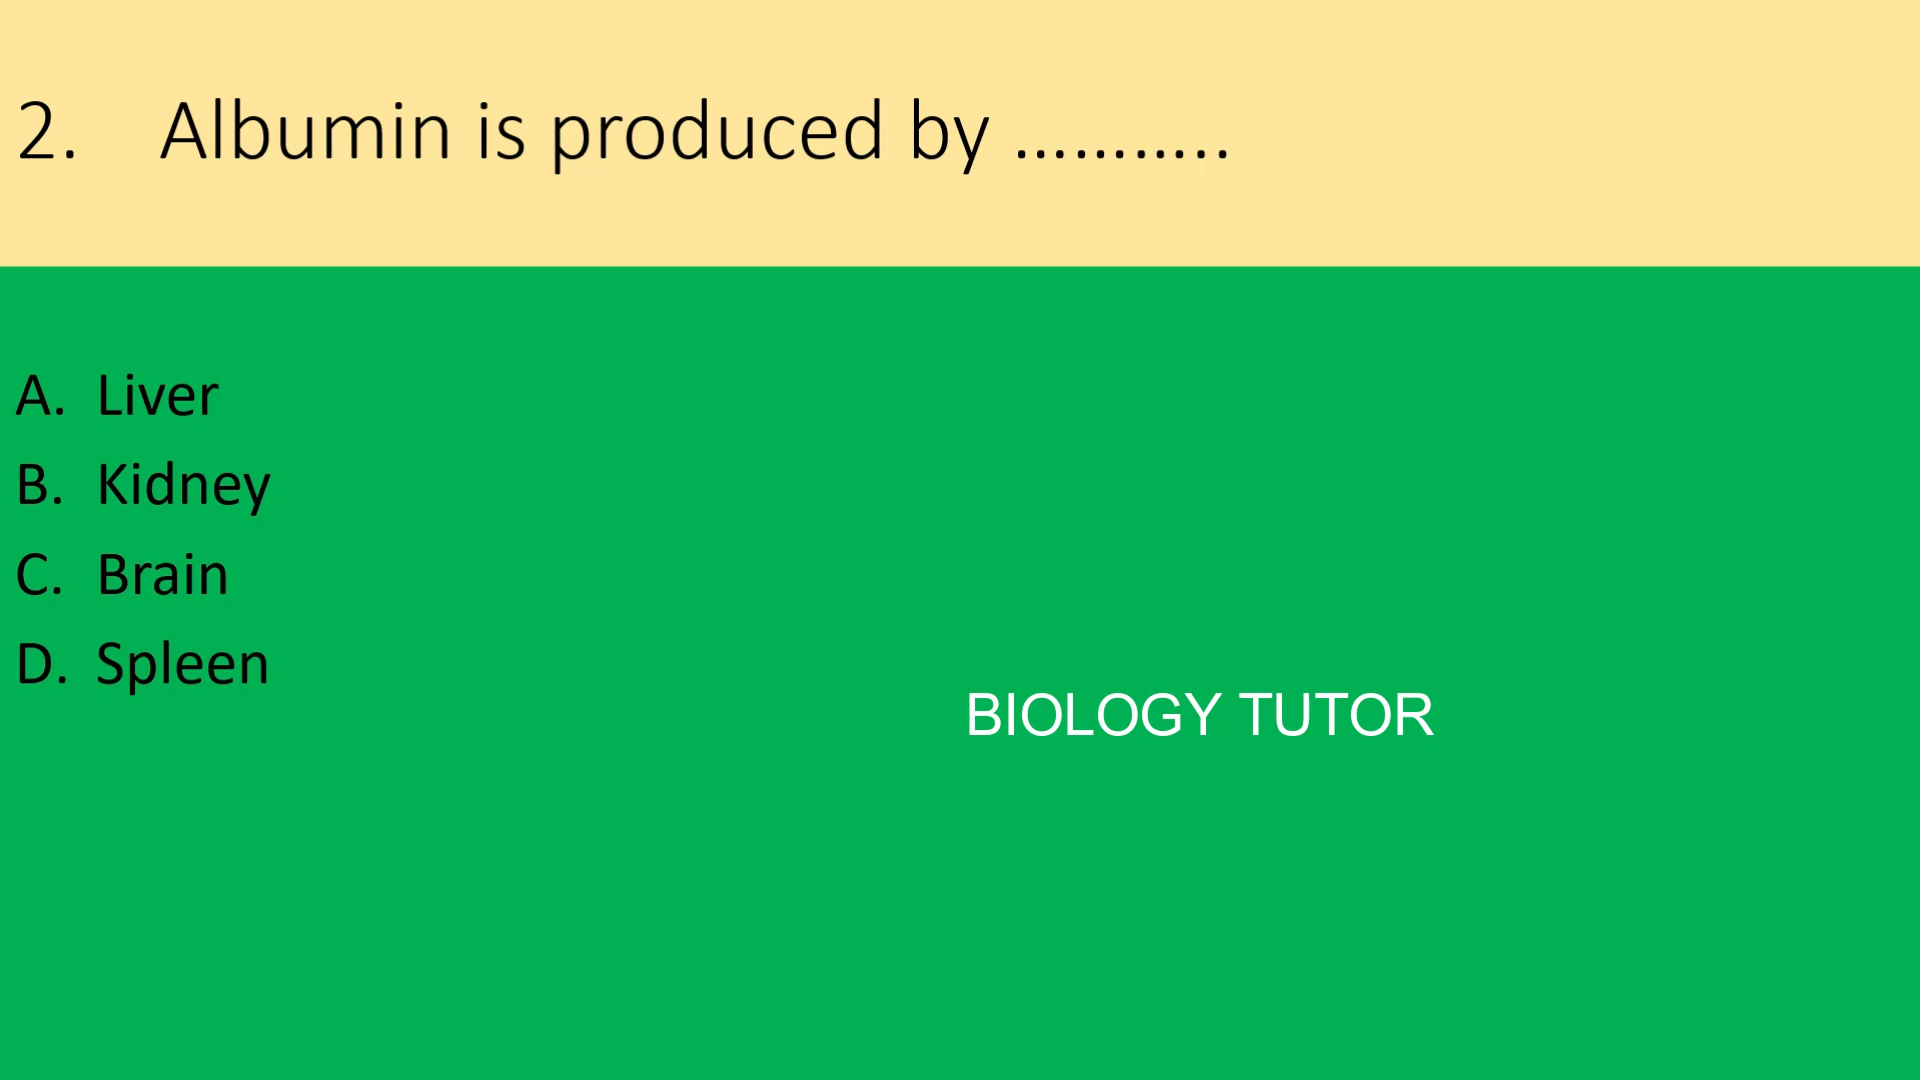 2. Albumin is produced by ………..
A. Liver
B. Kidney
C. Brain
D. Spleen
BIOLOGY TUTOR